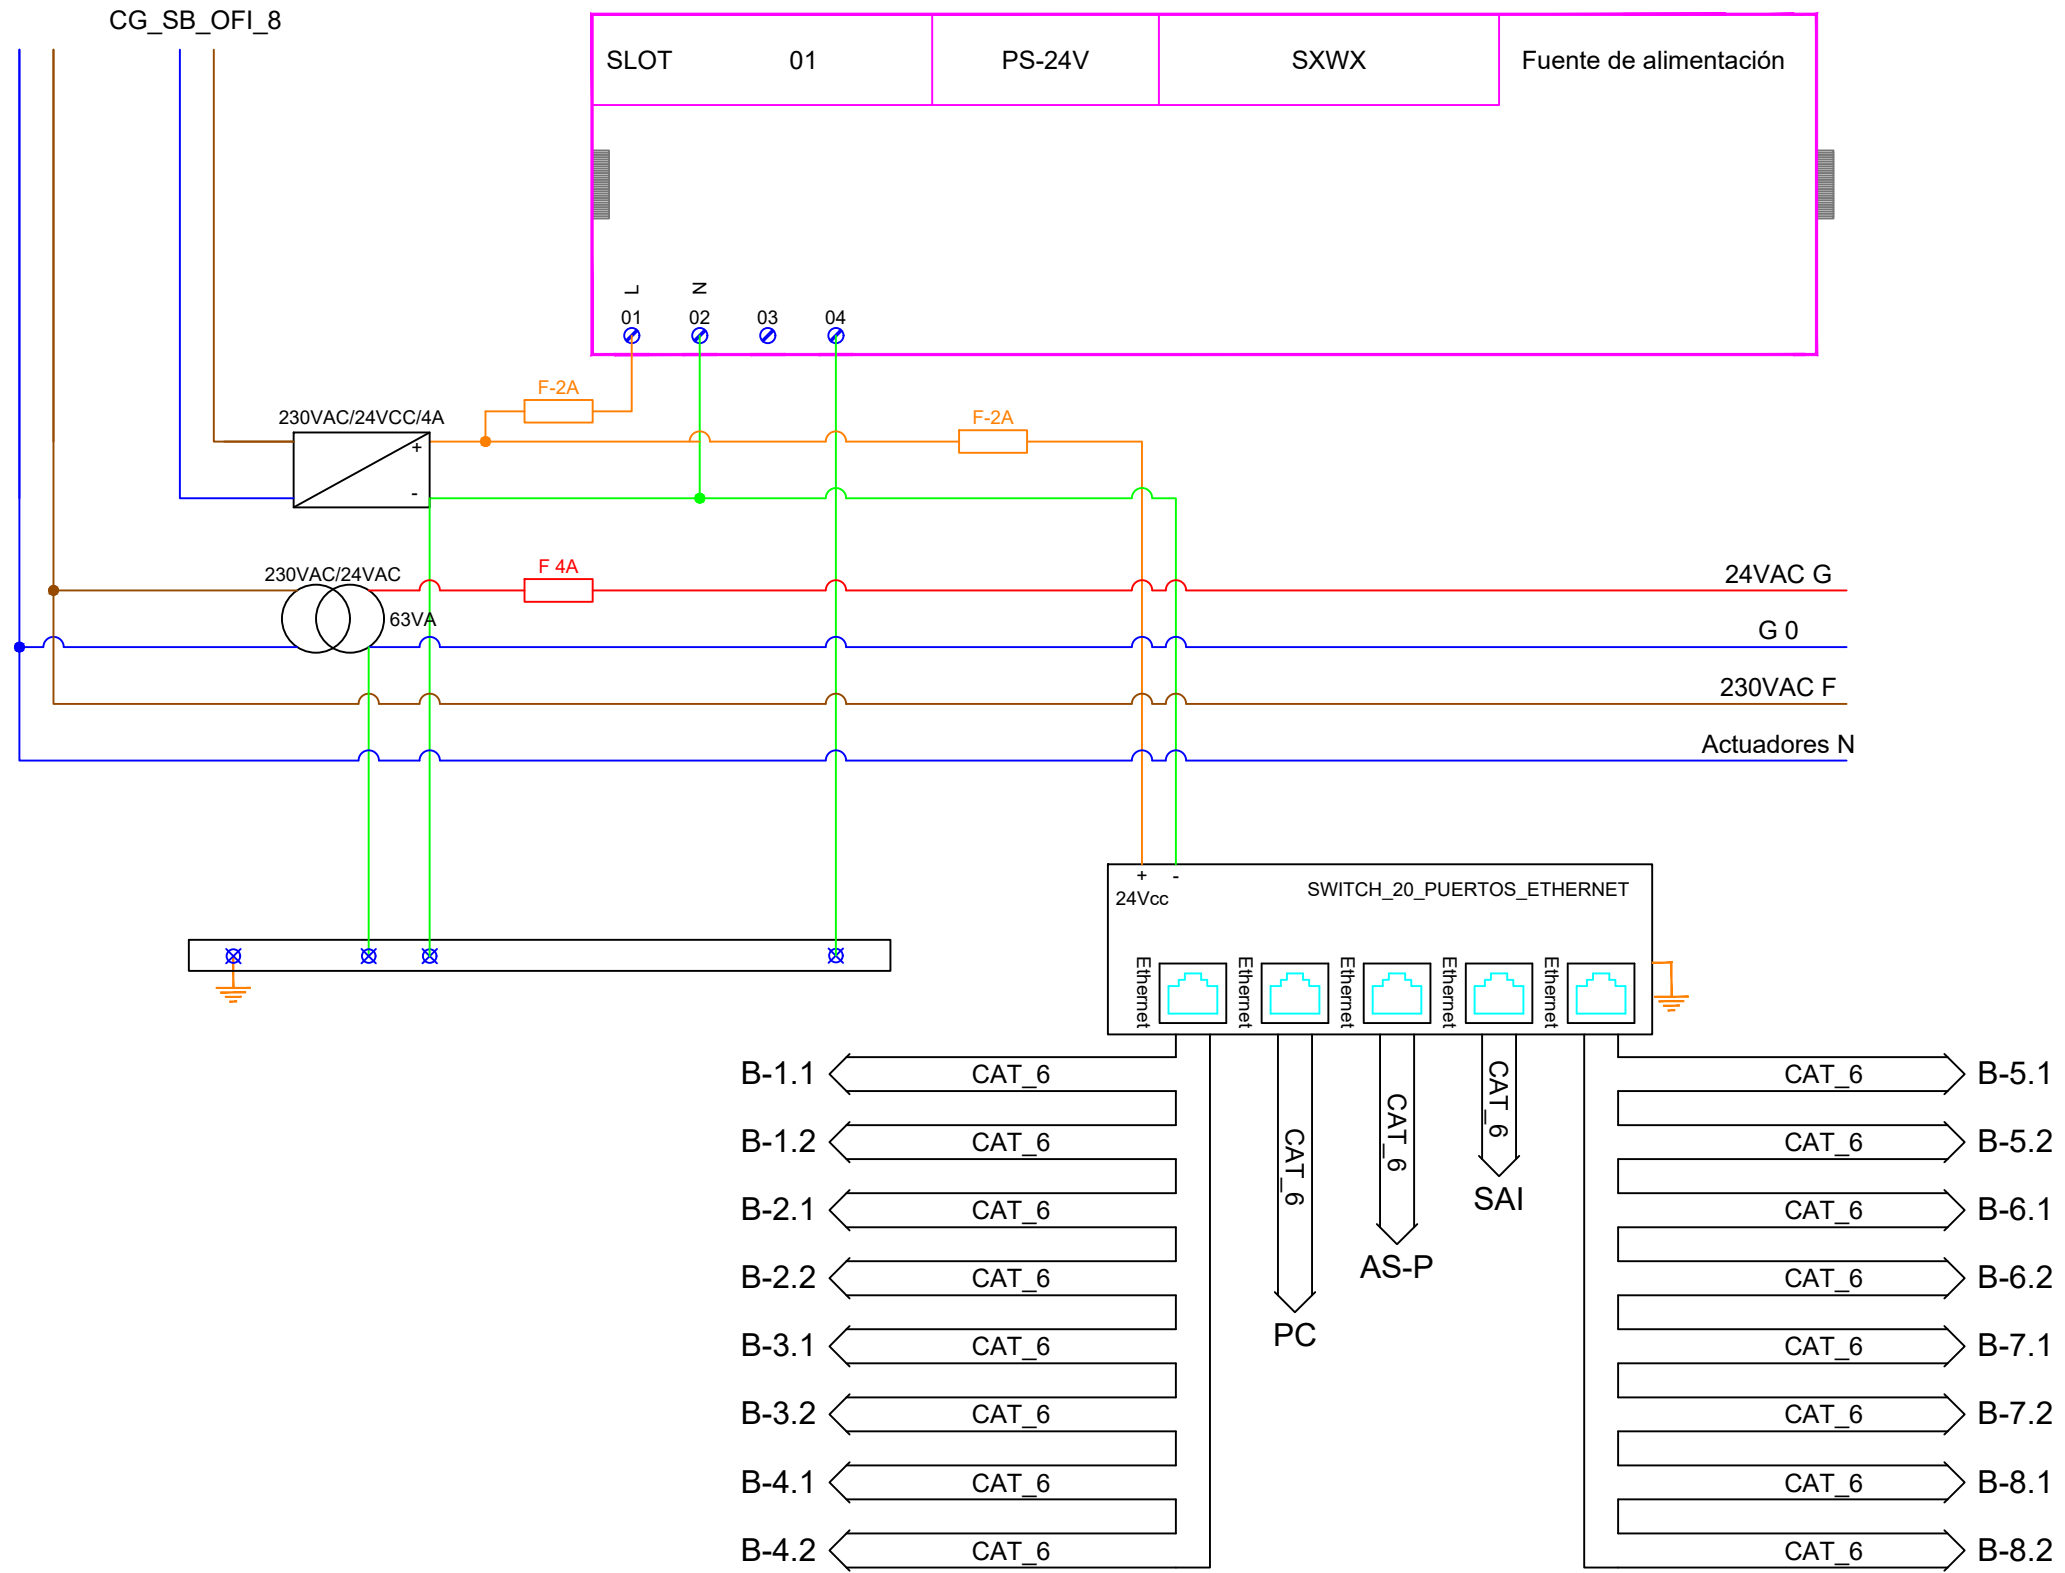 CG_SB_OFI_8
SLOT 01 PS-24V SXWX Fuente de alimentación
L N
01 02 03 04
F-2A
F-2A
230VAC/24VCC/4A
+
-
230VAC/24VAC
63VA
F 4A
24VAC G
G 0
230VAC F
Actuadores N
+ -
24Vcc
SWITCH_20_PUERTOS_ETHERNET
Ethernet
Ethernet
Ethernet
Ethernet
Ethernet
B-1.1 CAT_6
B-1.2 CAT_6
B-2.1 CAT_6
B-2.2 CAT_6
B-3.1 CAT_6
B-3.2 CAT_6
B-4.1 CAT_6
B-4.2 CAT_6
CAT_6
PC
CAT_6
AS-P
CAT_6
SAI
CAT_6 B-5.1
CAT_6 B-5.2
CAT_6 B-6.1
CAT_6 B-6.2
CAT_6 B-7.1
CAT_6 B-7.2
CAT_6 B-8.1
CAT_6 B-8.2